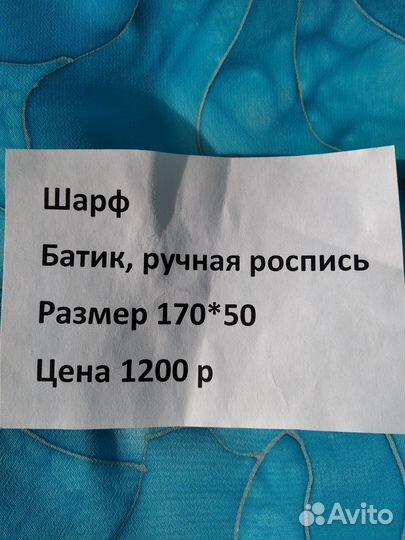 Шарф
Батик, ручная роспись
Размер 170*50
Цена 1200 р
Avito